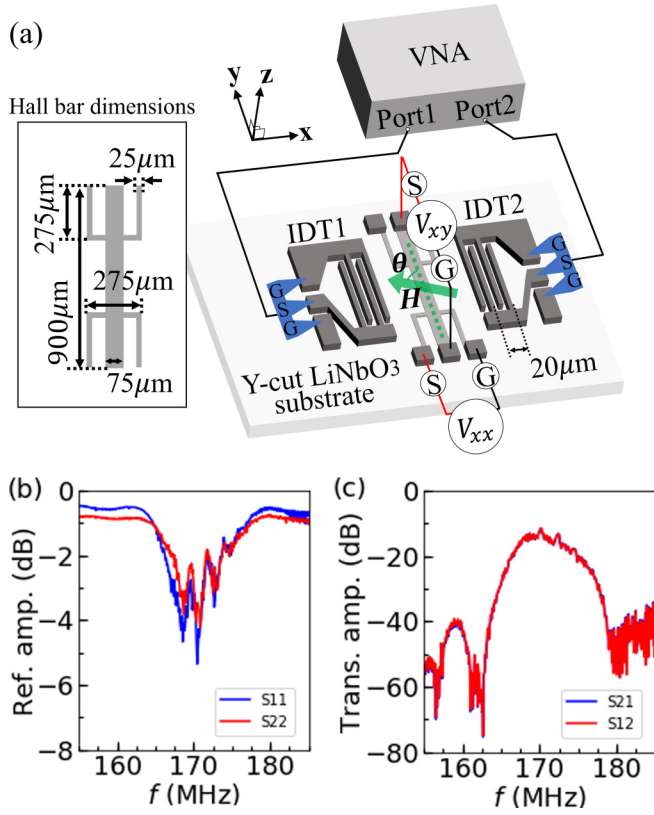 (a)
VNA
Port1
Port2
y
z
x
Hall bar dimensions
25μm
275μm
900μm
275μm
75μm
IDT1
IDT2
S
Vxy
G
θ
H
G
S
G
G
S
G
20μm
Y-cut LiNbO3
substrate
S
G
Vxx
(b)
0
−2
−4
−6
−8
Ref. amp. (dB)
S11
S22
160
170
180
f (MHz)
(c)
0
−20
−40
−60
−80
Trans. amp. (dB)
S21
S12
160
170
180
f (MHz)